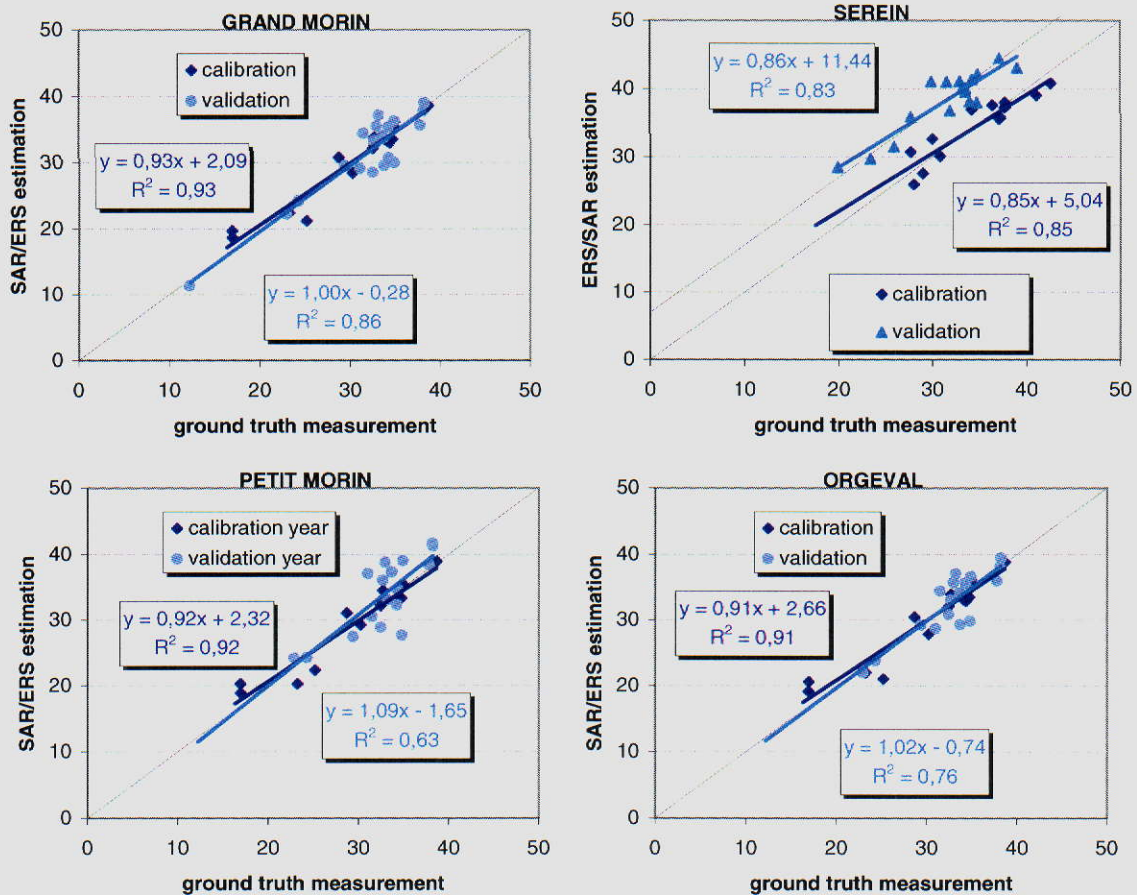 GRAND MORIN
50
40
30
20
10
0
SAR/ERS estimation
calibration
validation
y = 0,93x + 2,09
R² = 0,93
y = 1,00x - 0,28
R² = 0,86
0 10 20 30 40 50
ground truth measurement
SEREIN
50
40
30
20
10
0
ERS/SAR estimation
y = 0,86x + 11,44
R² = 0,83
y = 0,85x + 5,04
R² = 0,85
calibration
validation
0 10 20 30 40 50
ground truth measurement
PETIT MORIN
50
40
30
20
10
0
SAR/ERS estimation
calibration year
validation year
y = 0,92x + 2,32
R² = 0,92
y = 1,09x - 1,65
R² = 0,63
0 10 20 30 40 50
ground truth measurement
ORGEVAL
50
40
30
20
10
0
SAR/ERS estimation
calibration
validation
y = 0,91x + 2,66
R² = 0,91
y = 1,02x - 0,74
R² = 0,76
0 10 20 30 40 50
ground truth measurement